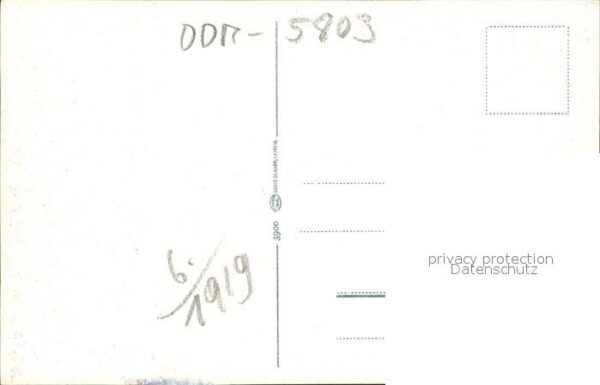 DDR-5803
6./1919
3900
privacy protection
Datenschutz